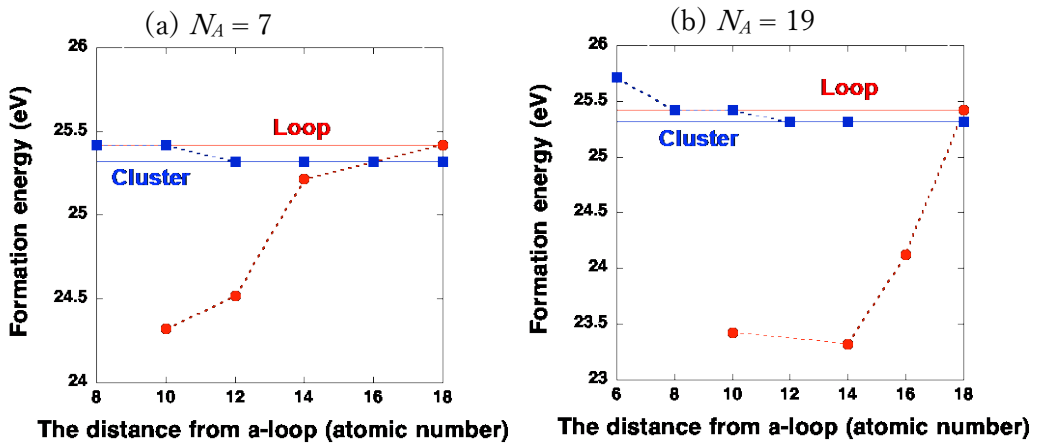 (a) N_A = 7
26
25.5
25
24.5
24
8
10
12
14
16
18
Formation energy (eV)
Loop
Cluster
The distance from a-loop (atomic number)
(b) N_A = 19
26
25.5
25
24.5
24
23.5
23
6
8
10
12
14
16
18
Formation energy (eV)
Loop
Cluster
The distance from a-loop (atomic number)